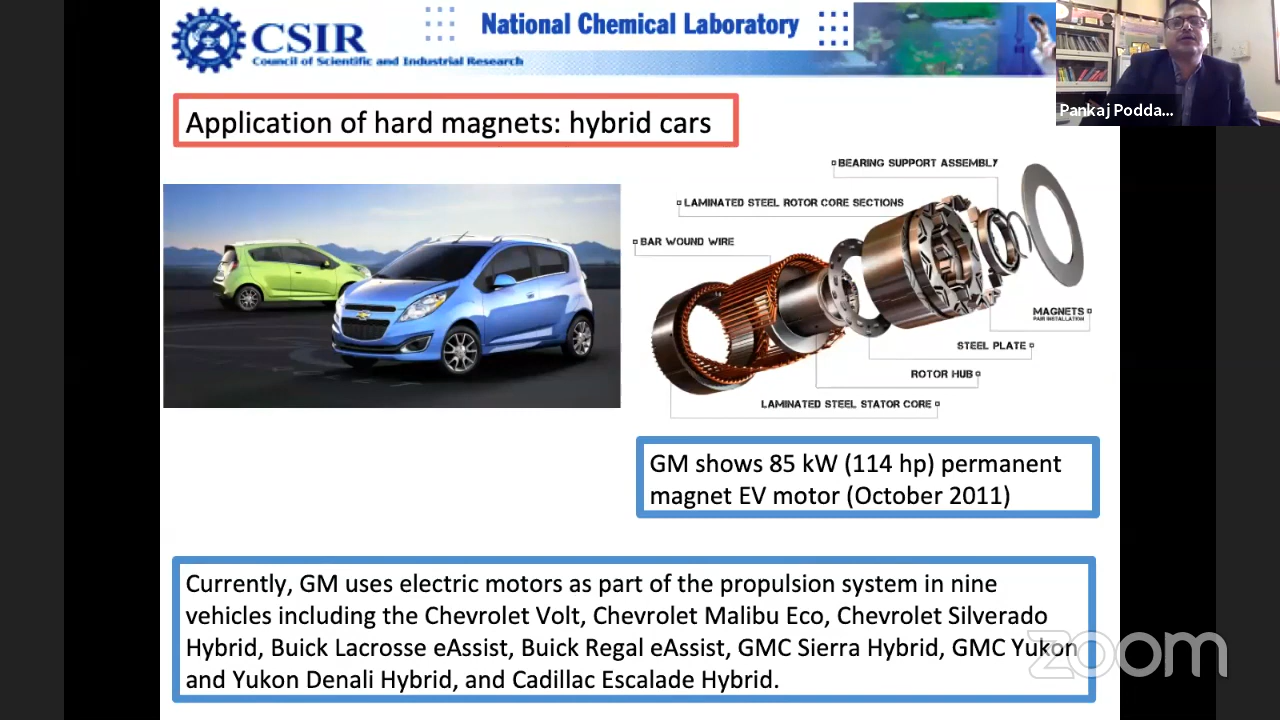 CSIR
Council of Scientific and Industrial Research
National Chemical Laboratory
Pankaj Podda...
Application of hard magnets: hybrid cars
BEARING SUPPORT ASSEMBLY
LAMINATED STEEL ROTOR CORE SECTIONS
BAR WOUND WIRE
MAGNETS
PAIR INSTALLATION
STEEL PLATE
ROTOR HUB
LAMINATED STEEL STATOR CORE
GM shows 85 kW (114 hp) permanent
magnet EV motor (October 2011)
Currently, GM uses electric motors as part of the propulsion system in nine
vehicles including the Chevrolet Volt, Chevrolet Malibu Eco, Chevrolet Silverado
Hybrid, Buick Lacrosse eAssist, Buick Regal eAssist, GMC Sierra Hybrid, GMC Yukon
and Yukon Denali Hybrid, and Cadillac Escalade Hybrid.
zoom